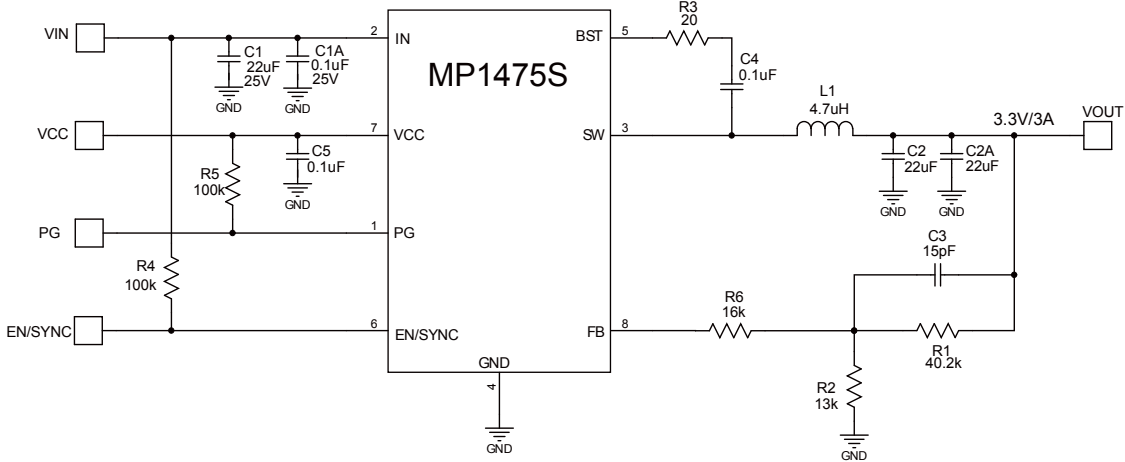 VIN
2
IN
C1
22uF
25V
GND
C1A
0.1uF
25V
GND
MP1475S
BST
5
R3
20
C4
0.1uF
VCC
7
VCC
R5
100k
C5
0.1uF
GND
SW
3
L1
4.7uH
3.3V/3A
VOUT
C2
22uF
GND
C2A
22uF
GND
PG
1
PG
R4
100k
C3
15pF
EN/SYNC
6
EN/SYNC
FB
8
R6
16k
R1
40.2k
R2
13k
GND
GND
4
GND